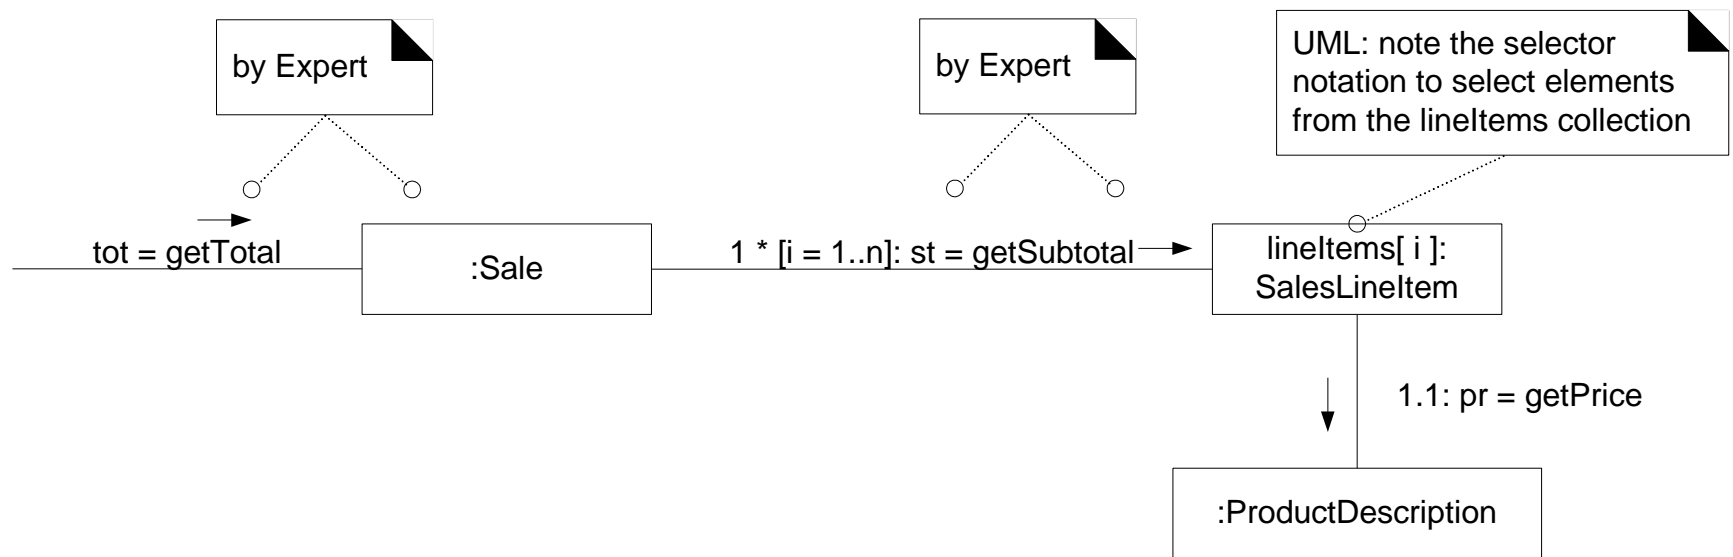 by Expert
by Expert
UML: note the selector
notation to select elements
from the lineItems collection
tot = getTotal
:Sale
1 * [i = 1..n]: st = getSubtotal
lineItems[ i ]:
SalesLineItem
1.1: pr = getPrice
:ProductDescription